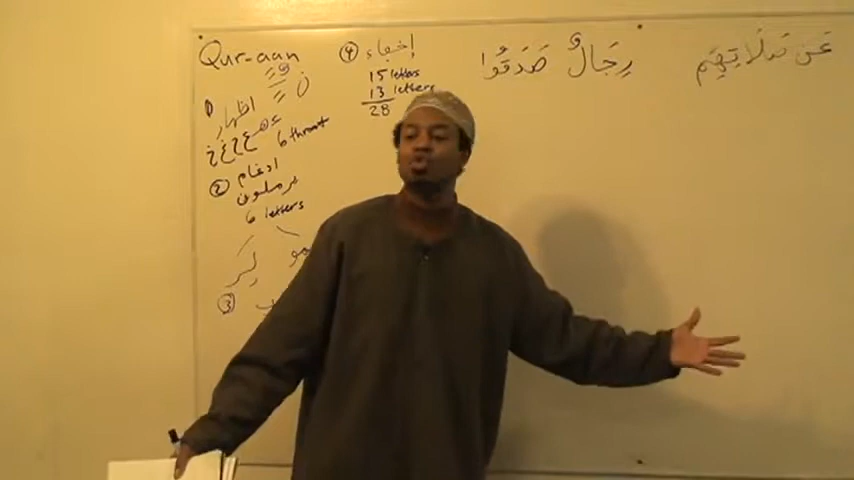 Qur-aan
① اظهار
ء ه ع ح غ خ
6 throat
② ادغام
يرملون
6 letters
③
④ إخفاء
15 letters
13 letters
28
رِجَالٌ صَدَقُوا
عَن صَلَاتِهِم